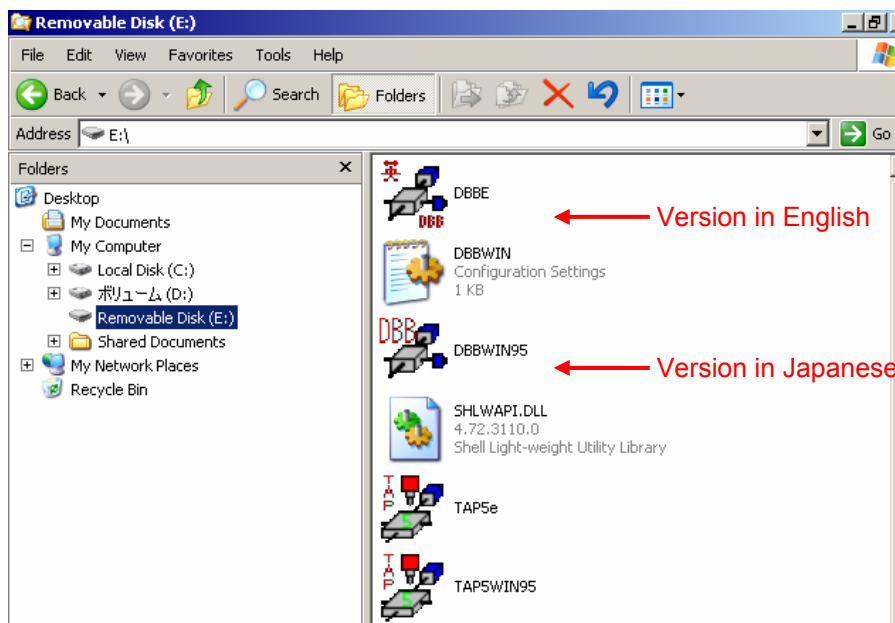 Removable Disk (E:)
File Edit View Favorites Tools Help
Back Search Folders
Address E:\ Go
Folders
Desktop
My Documents
My Computer
Local Disk (C:)
ボリューム (D:)
Removable Disk (E:)
Shared Documents
My Network Places
Recycle Bin
英
DBB
DBBE
Version in English
DBBWIN
Configuration Settings
1 KB
DBB
DBBWIN95
Version in Japanese
SHLWAPI.DLL
4.72.3110.0
Shell Light-weight Utility Library
TAP
5
TAP5e
TAP
5
TAP5WIN95